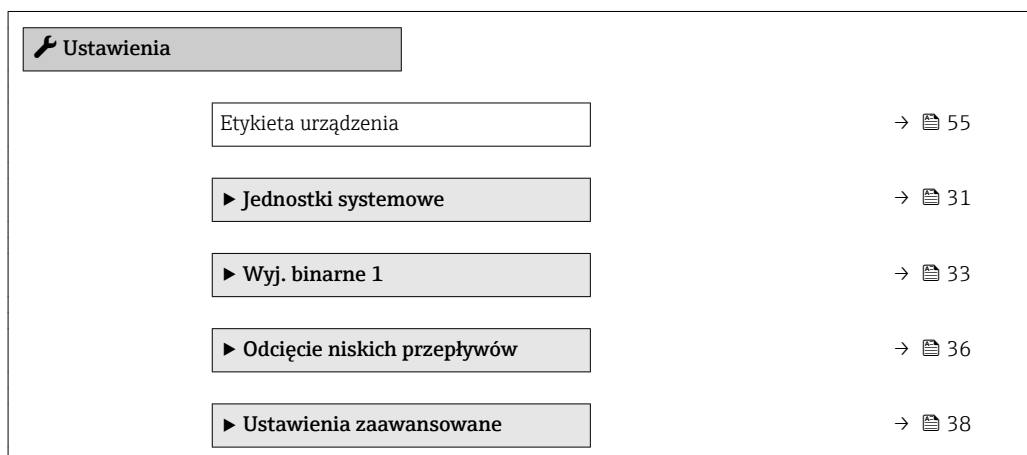 Ustawienia
Etykieta urządzenia → 55
▶ Jednostki systemowe → 31
▶ Wyj. binarne 1 → 33
▶ Odcięcie niskich przepływów → 36
▶ Ustawienia zaawansowane → 38